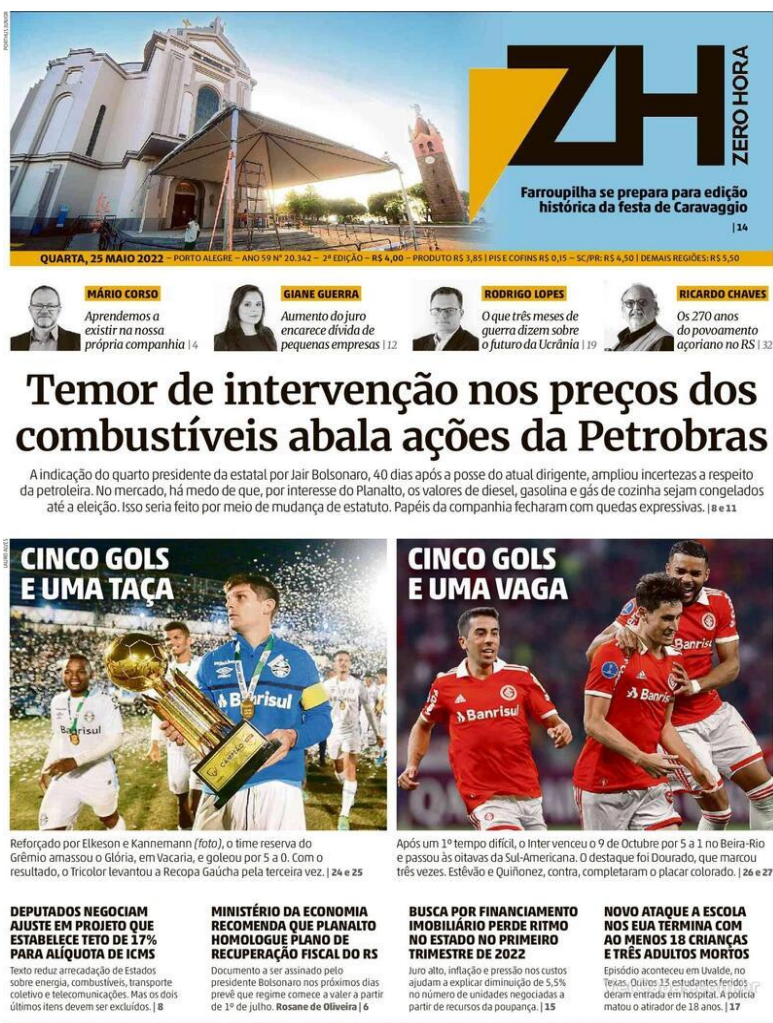 PORTHUS JUNIOR
ZH
ZERO HORA
Farroupilha se prepara para edição
histórica da festa de Caravaggio
| 14
QUARTA, 25 MAIO 2022 – PORTO ALEGRE – ANO 59 Nº 20.342 – 2ª EDIÇÃO – R$ 4,00 – PRODUTO R$ 3,85 | PIS E COFINS R$ 0,15 – SC/PR: R$ 4,50 | DEMAIS REGIÕES: R$ 5,50
MÁRIO CORSO
Aprendemos a
existir na nossa
própria companhia | 4
GIANE GUERRA
Aumento do juro
encarece dívida de
pequenas empresas | 12
RODRIGO LOPES
O que três meses de
guerra dizem sobre
o futuro da Ucrânia | 19
RICARDO CHAVES
Os 270 anos
do povoamento
açoriano no RS | 32
Temor de intervenção nos preços dos
combustíveis abala ações da Petrobras
A indicação do quarto presidente da estatal por Jair Bolsonaro, 40 dias após a posse do atual dirigente, ampliou incertezas a respeito
da petroleira. No mercado, há medo de que, por interesse do Planalto, os valores de diesel, gasolina e gás de cozinha sejam congelados
até a eleição. Isso seria feito por meio de mudança de estatuto. Papéis da companhia fecharam com quedas expressivas. | 8 e 11
LAURO ALVES
CINCO GOLS
E UMA TAÇA
Banrisul
CAMPEÃO
Reforçado por Elkeson e Kannemann (foto), o time reserva do
Grêmio amassou o Glória, em Vacaria, e goleou por 5 a 0. Com o
resultado, o Tricolor levantou a Recopa Gaúcha pela terceira vez. | 24 e 25
CINCO GOLS
E UMA VAGA
Banrisul
Banrisul
Banrisul
Após um 1º tempo difícil, o Inter venceu o 9 de Octubre por 5 a 1 no Beira-Rio
e passou às oitavas da Sul-Americana. O destaque foi Dourado, que marcou
três vezes. Estêvão e Quiñonez, contra, completaram o placar colorado. | 26 e 27
DEPUTADOS NEGOCIAM
AJUSTE EM PROJETO QUE
ESTABELECE TETO DE 17%
PARA ALÍQUOTA DE ICMS
Texto reduz arrecadação de Estados
sobre energia, combustíveis, transporte
coletivo e telecomunicações. Mas os dois
últimos itens devem ser excluídos. | 8
MINISTÉRIO DA ECONOMIA
RECOMENDA QUE PLANALTO
HOMOLOGUE PLANO DE
RECUPERAÇÃO FISCAL DO RS
Documento a ser assinado pelo
presidente Bolsonaro nos próximos dias
prevê que regime comece a valer a partir
de 1º de julho. Rosane de Oliveira | 6
BUSCA POR FINANCIAMENTO
IMOBILIÁRIO PERDE RITMO
NO ESTADO NO PRIMEIRO
TRIMESTRE DE 2022
Juro alto, inflação e pressão nos custos
ajudam a explicar diminuição de 5,5%
no número de unidades negociadas a
partir de recursos da poupança. | 15
NOVO ATAQUE A ESCOLA
NOS EUA TERMINA COM
AO MENOS 18 CRIANÇAS
E TRÊS ADULTOS MORTOS
Episódio aconteceu em Uvalde, no
Texas. Outros 13 estudantes feridos
deram entrada em hospital. A polícia
matou o atirador de 18 anos. | 17